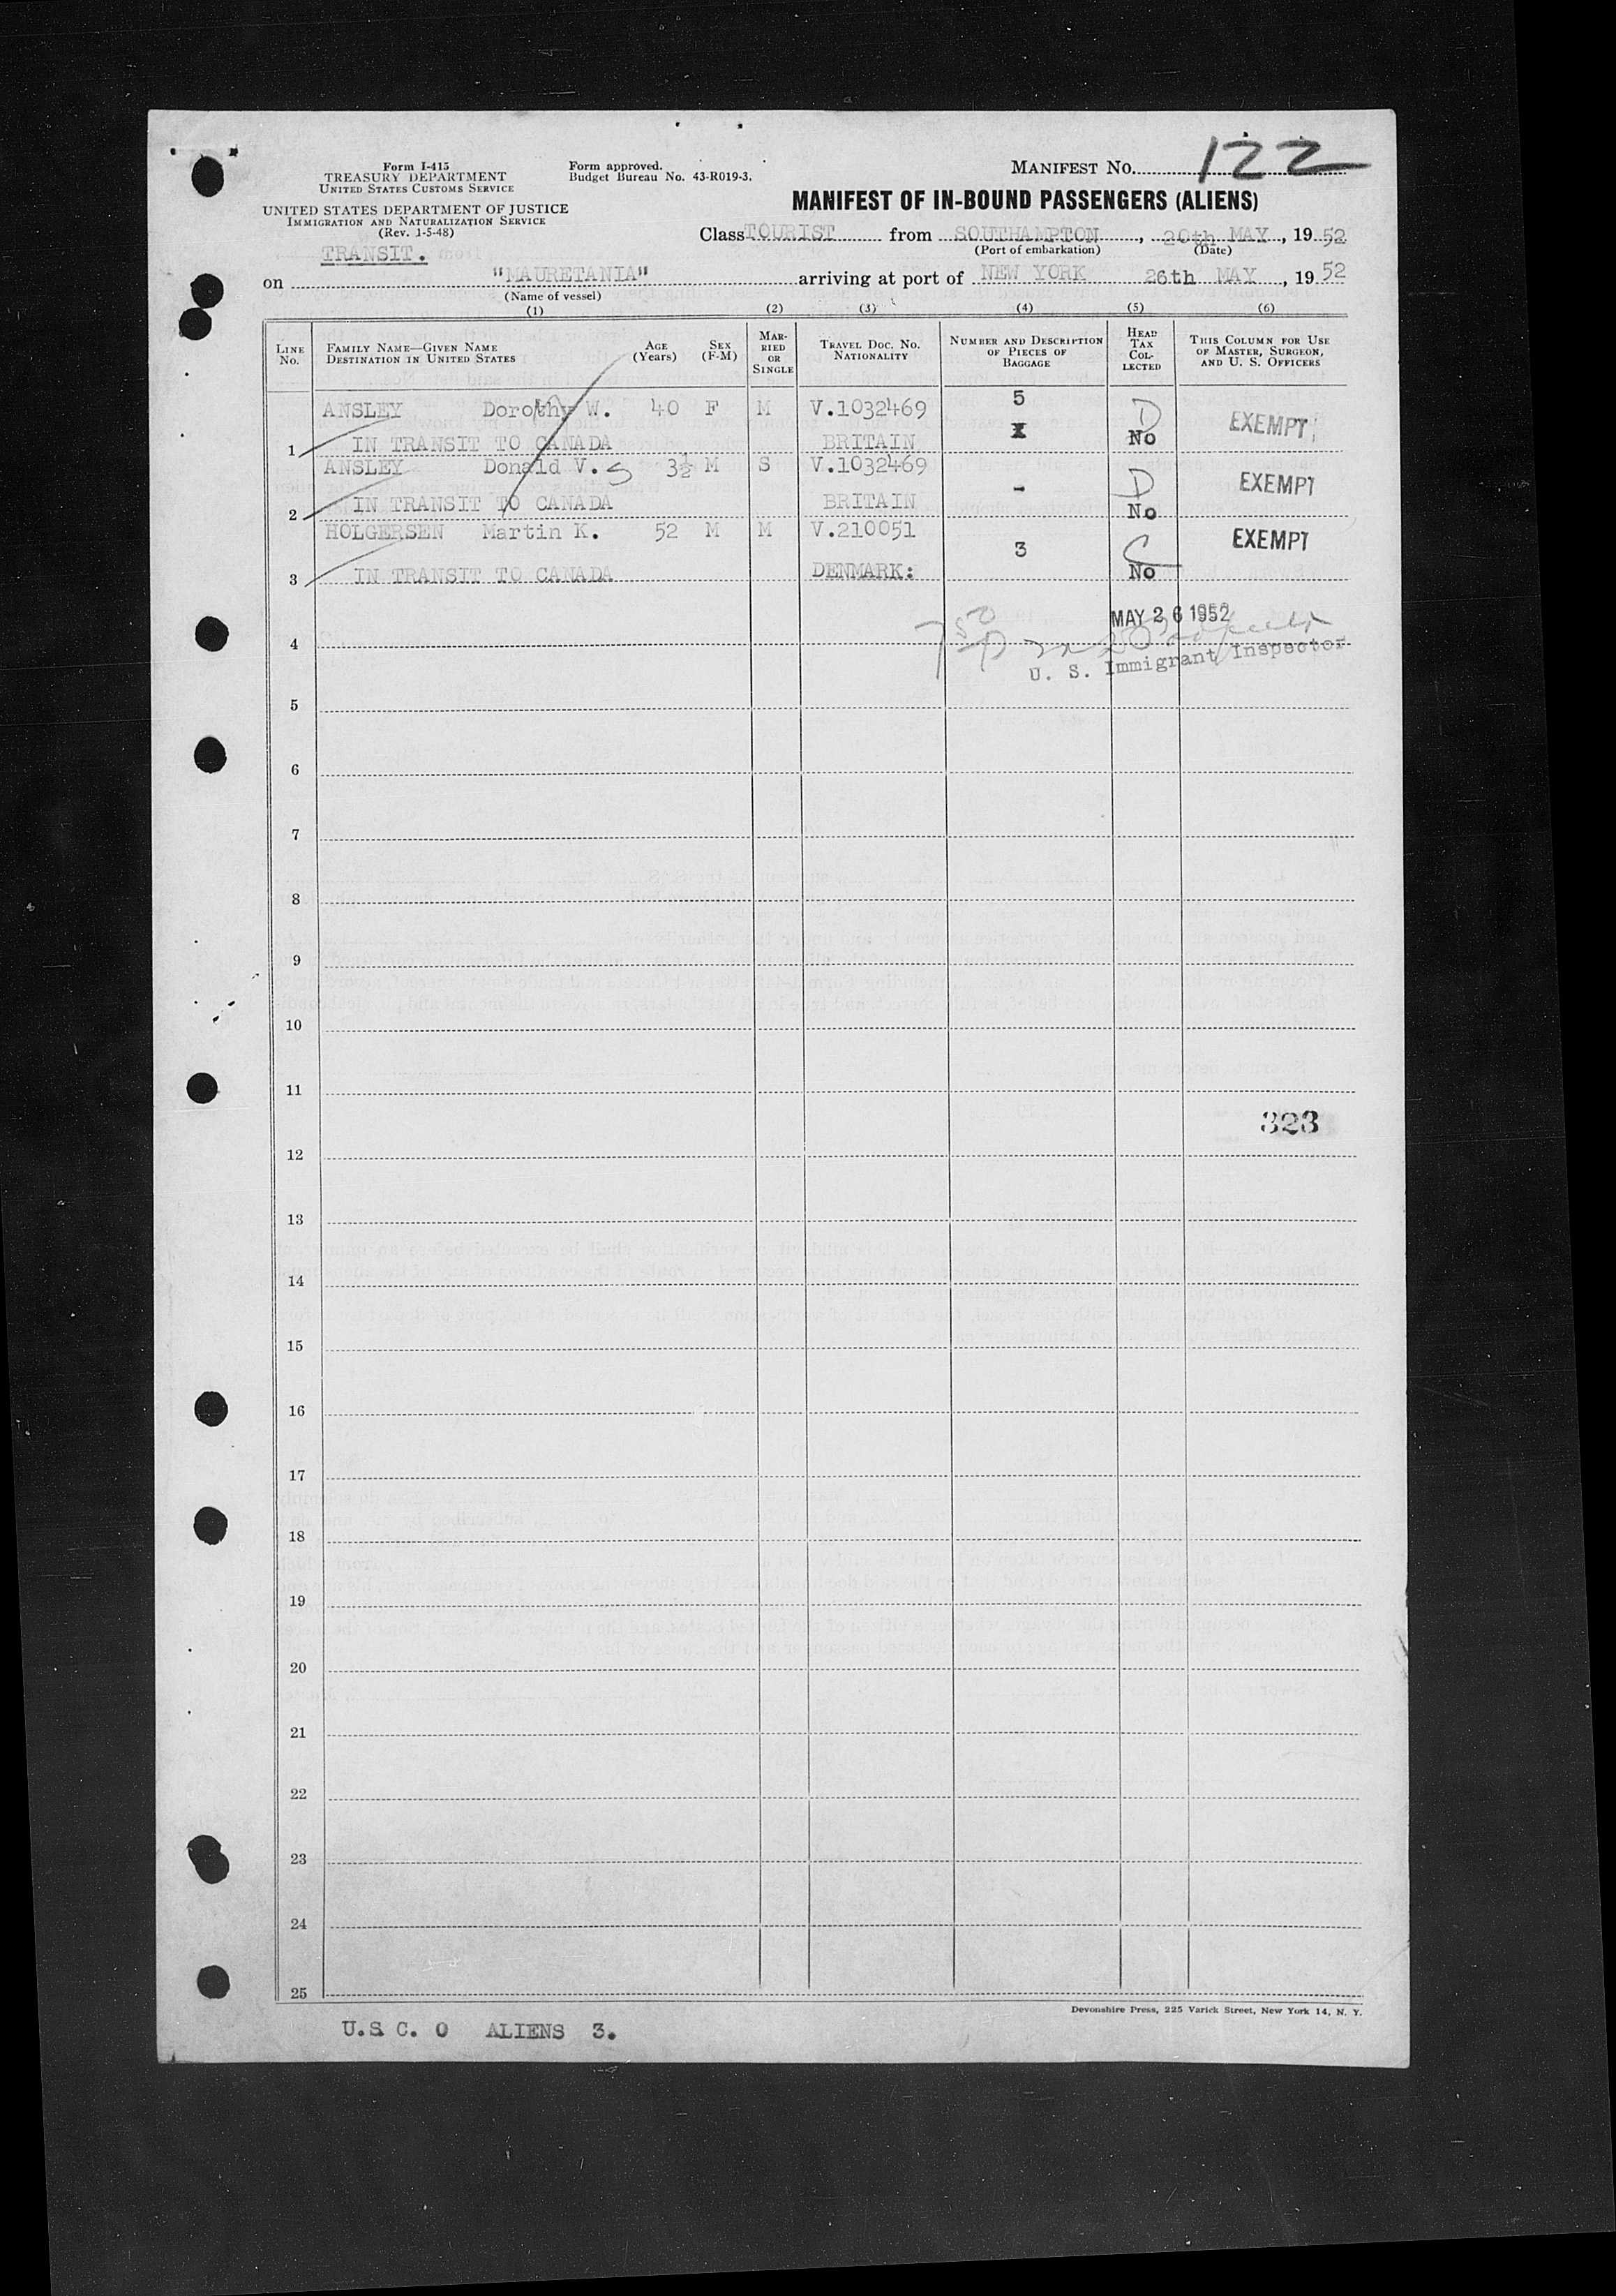 MANIFEST NO. 122
Form I-415
TREASURY DEPARTMENT
UNITED STATES CUSTOMS SERVICE
Form approved.
Budget Bureau No. 43-R019-3.
UNITED STATES DEPARTMENT OF JUSTICE
IMMIGRATION AND NATURALIZATION SERVICE
(Rev. 1-5-48)
MANIFEST OF IN-BOUND PASSENGERS (ALIENS)
Class TOURIST from SOUTHAMPTON, 20th MAY, 1952
(Port of embarkation) (Date)
TRANSIT.
on "MAURETANIA" arriving at port of NEW YORK 26th MAY, 1952
(Name of vessel)
(1) (2) (3) (4) (5) (6)
LINE NO. FAMILY NAME—GIVEN NAME DESTINATION IN UNITED STATES AGE (Years) SEX (F-M) MARRIED OR SINGLE TRAVEL DOC. NO. NATIONALITY NUMBER AND DESCRIPTION OF PIECES OF BAGGAGE HEAD TAX COLLECTED THIS COLUMN FOR USE OF MASTER, SURGEON, AND U. S. OFFICERS
ANSLEY Dorothy W. 40 F M V.1032469 5 D EXEMPT
1 IN TRANSIT TO CANADA BRITAIN X No
ANSLEY Donald V. S 3½ M S V.1032469 - D EXEMPT
2 IN TRANSIT TO CANADA BRITAIN No
HOLGERSEN Martin K. 52 M M V.210051 3 C EXEMPT
3 IN TRANSIT TO CANADA DENMARK: No
MAY 26 1952
4
U. S. Immigrant Inspector
5
6
7
8
9
10
11
323
12
13
14
15
16
17
18
19
20
21
22
23
24
25
Devonshire Press, 225 Varick Street, New York 14, N. Y.
U.S.C. 0 ALIENS 3.